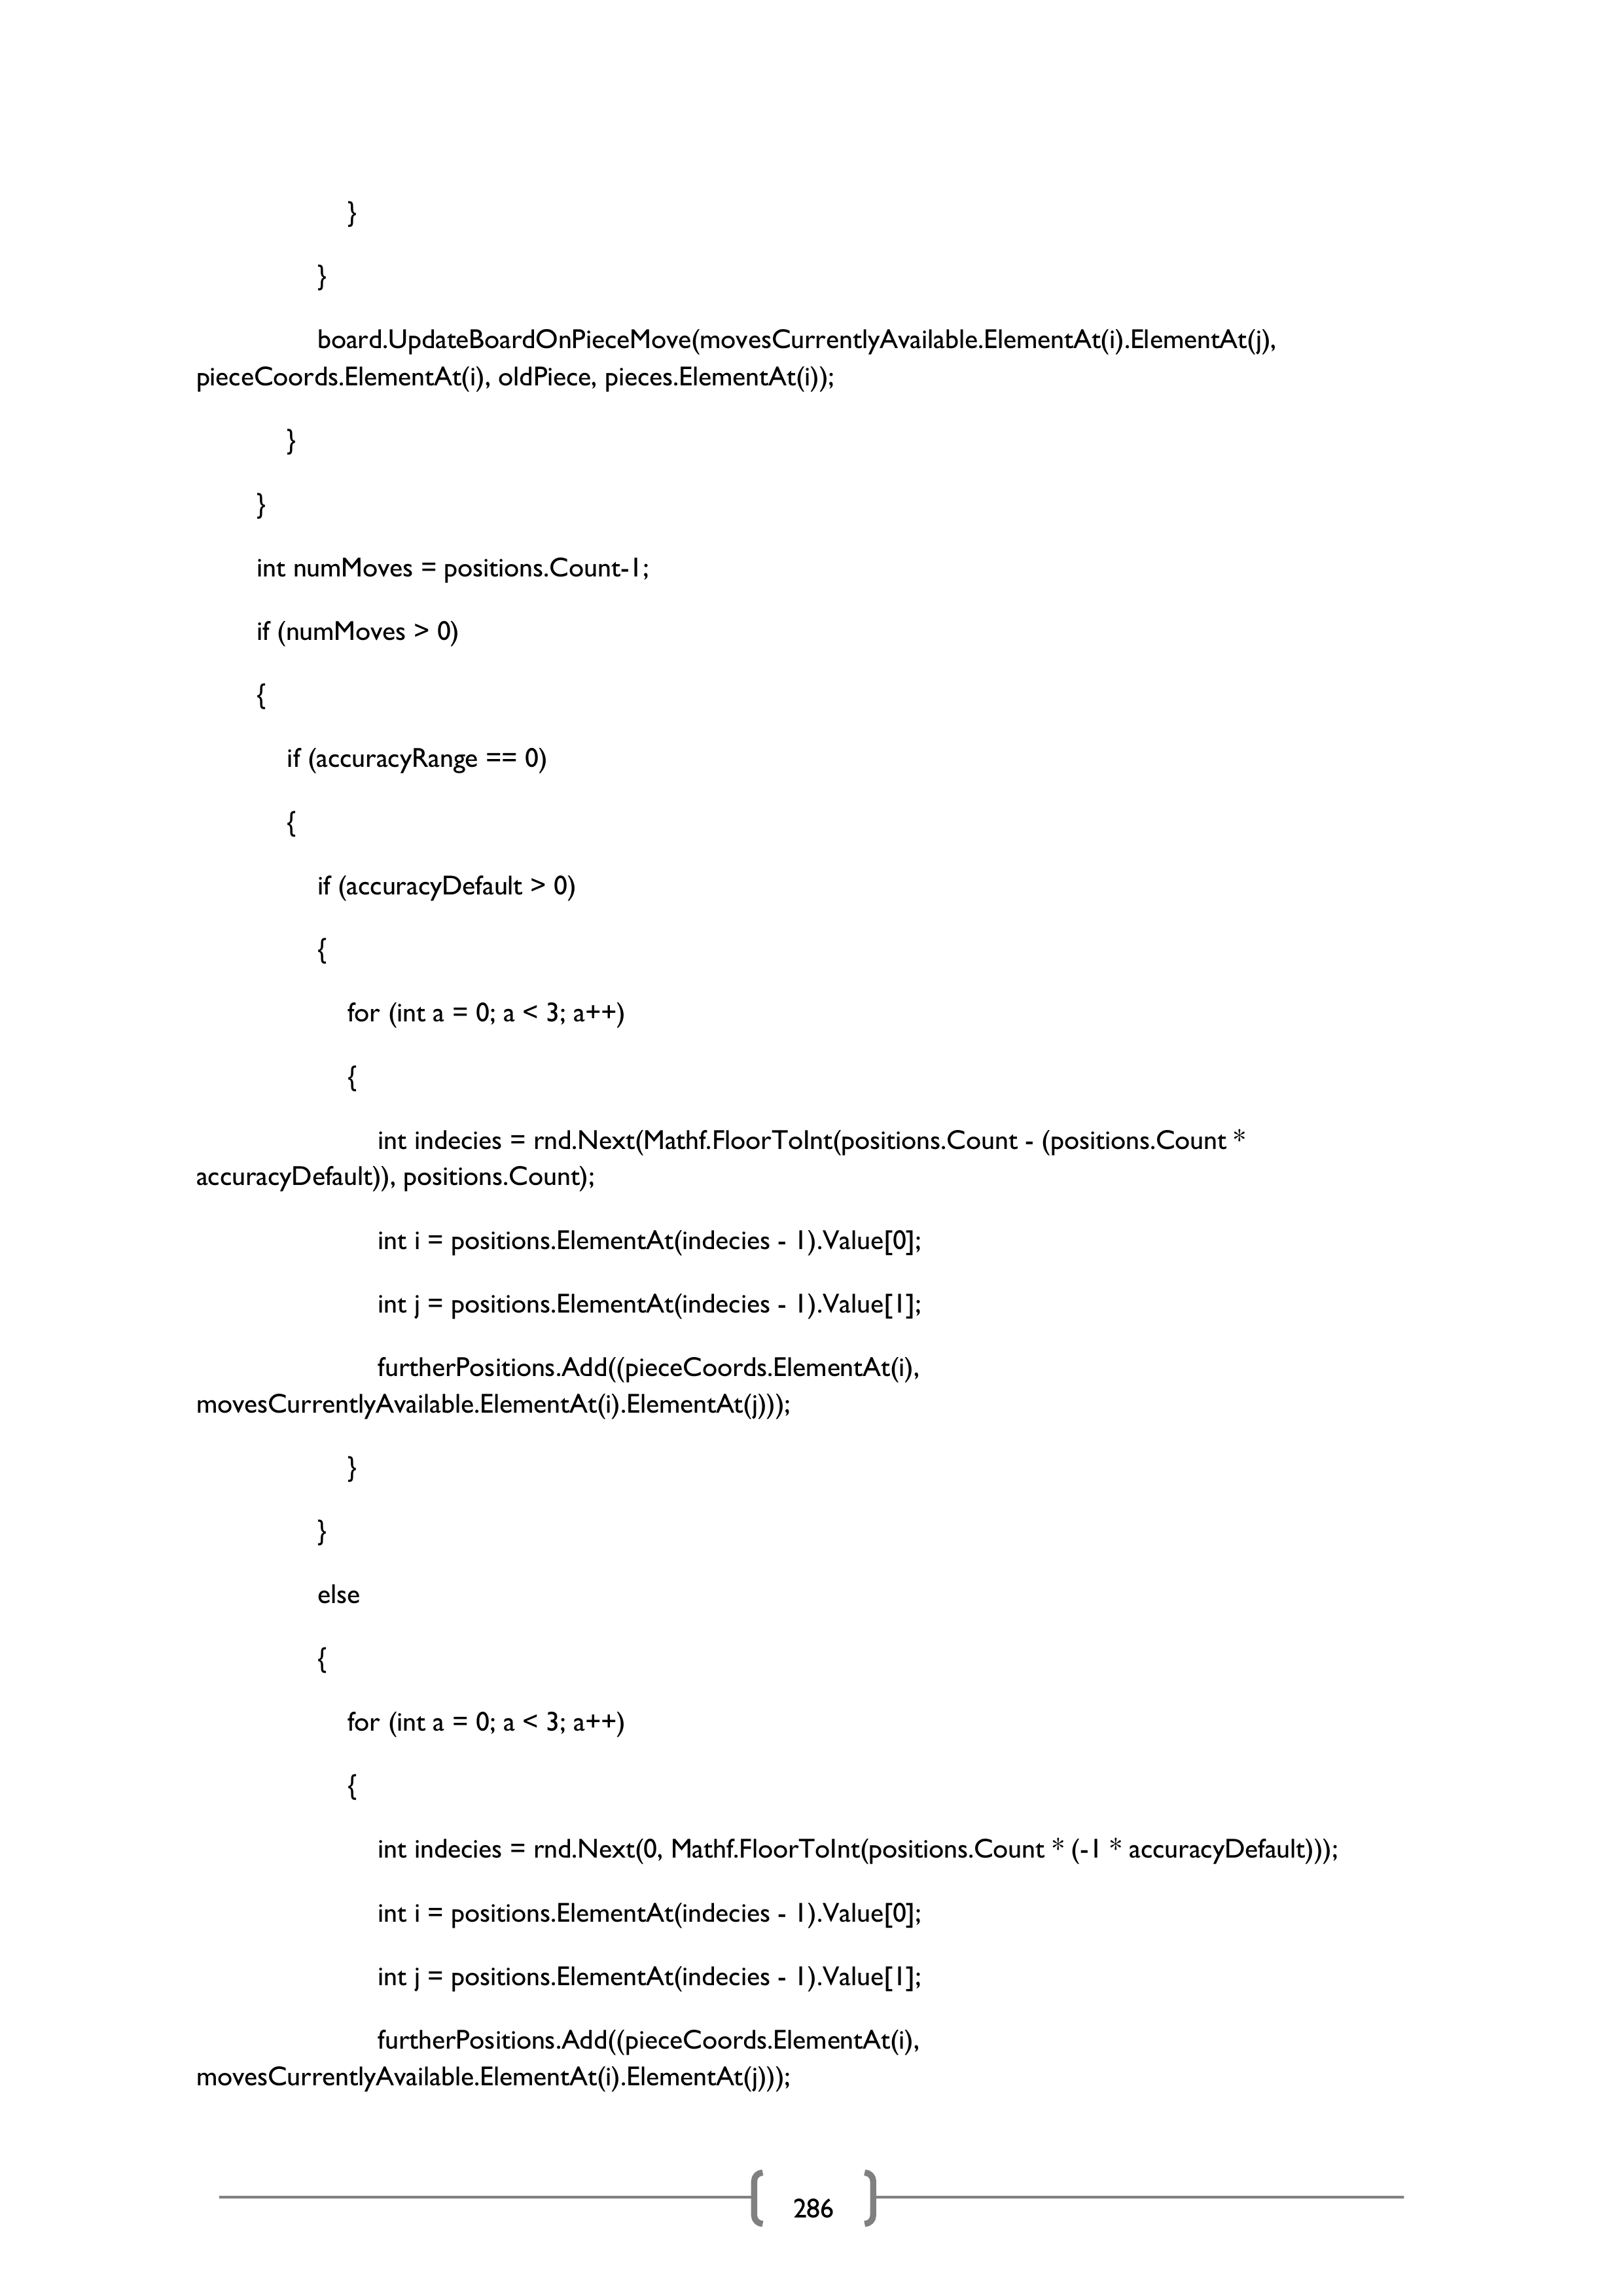 }
}
board.UpdateBoardOnPieceMove(movesCurrentlyAvailable.ElementAt(i).ElementAt(j),
pieceCoords.ElementAt(i), oldPiece, pieces.ElementAt(i));
}
}
int numMoves = positions.Count-1;
if (numMoves > 0)
{
if (accuracyRange == 0)
{
if (accuracyDefault > 0)
{
for (int a = 0; a < 3; a++)
{
int indecies = rnd.Next(Mathf.FloorToInt(positions.Count - (positions.Count *
accuracyDefault)), positions.Count);
int i = positions.ElementAt(indecies - 1).Value[0];
int j = positions.ElementAt(indecies - 1).Value[1];
furtherPositions.Add((pieceCoords.ElementAt(i),
movesCurrentlyAvailable.ElementAt(i).ElementAt(j)));
}
}
else
{
for (int a = 0; a < 3; a++)
{
int indecies = rnd.Next(0, Mathf.FloorToInt(positions.Count * (-1 * accuracyDefault)));
int i = positions.ElementAt(indecies - 1).Value[0];
int j = positions.ElementAt(indecies - 1).Value[1];
furtherPositions.Add((pieceCoords.ElementAt(i),
movesCurrentlyAvailable.ElementAt(i).ElementAt(j)));
286